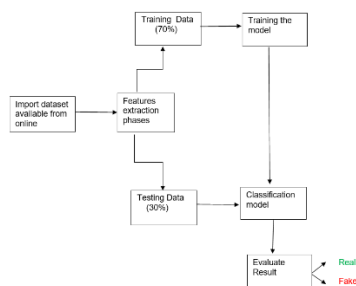 Training Data
(70%)
Training the
model
Import dataset
available from
online
Features
extraction
phases
Testing Data
(30%)
Classification
model
Evaluate
Result
Real
Fake